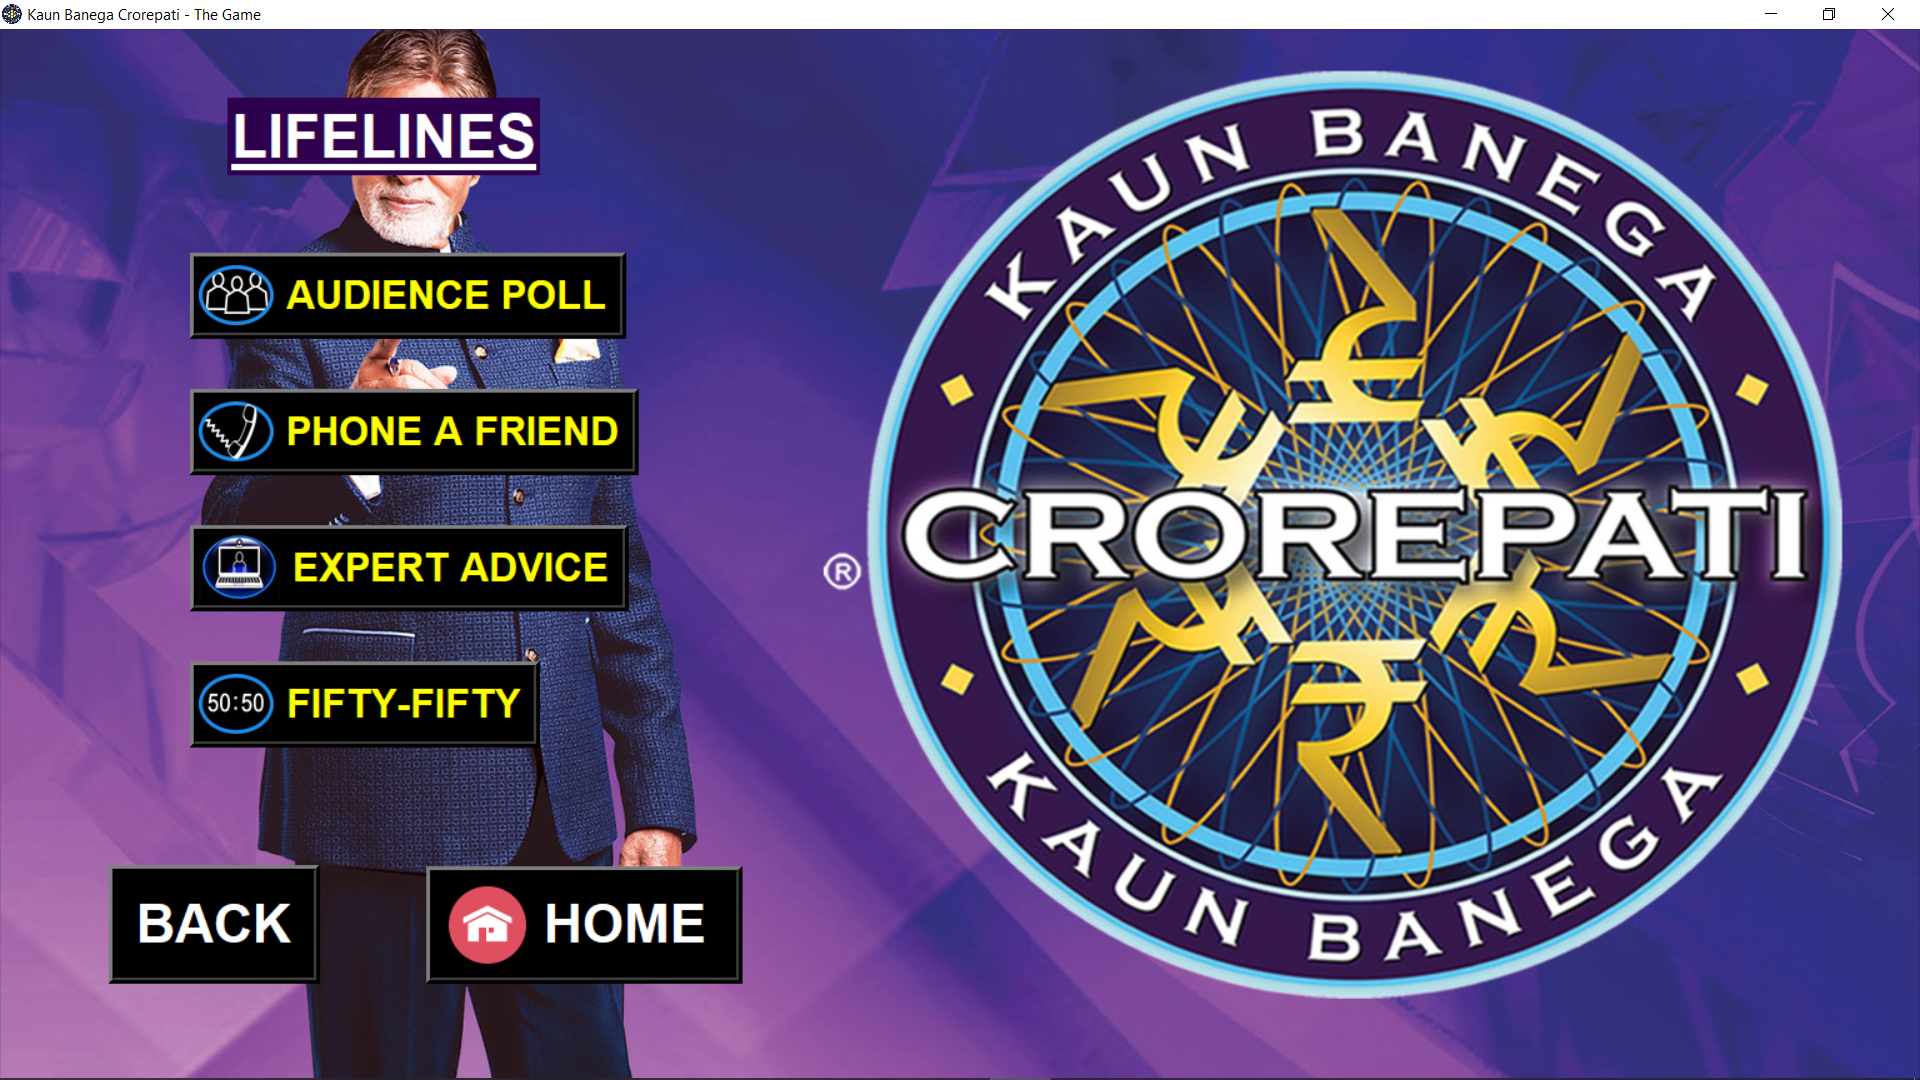 Kaun Banega Crorepati - The Game
LIFELINES
AUDIENCE POLL
PHONE A FRIEND
EXPERT ADVICE
50:50 FIFTY-FIFTY
BACK
HOME
KAUN BANEGA
CROREPATI
®
KAUN BANEGA